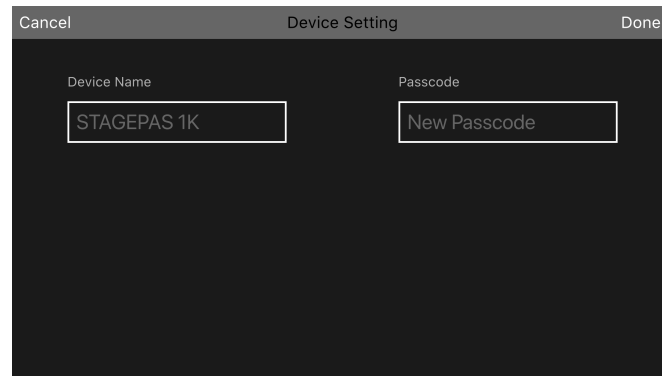 Cancel Device Setting Done
Device Name Passcode
STAGEPAS 1K New Passcode